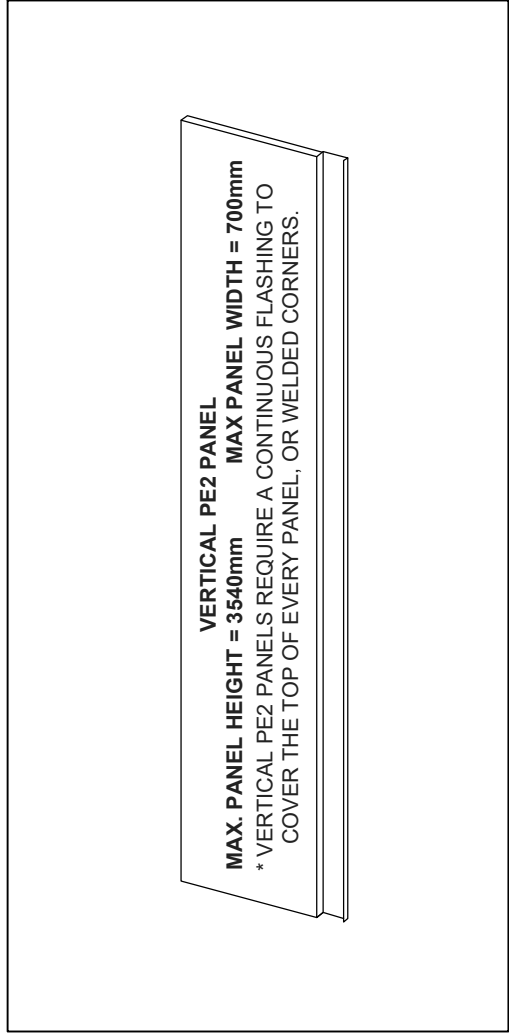 VERTICAL PE2 PANEL
MAX. PANEL HEIGHT = 3540mm MAX PANEL WIDTH = 700mm
* VERTICAL PE2 PANELS REQUIRE A CONTINUOUS FLASHING TO
COVER THE TOP OF EVERY PANEL, OR WELDED CORNERS.